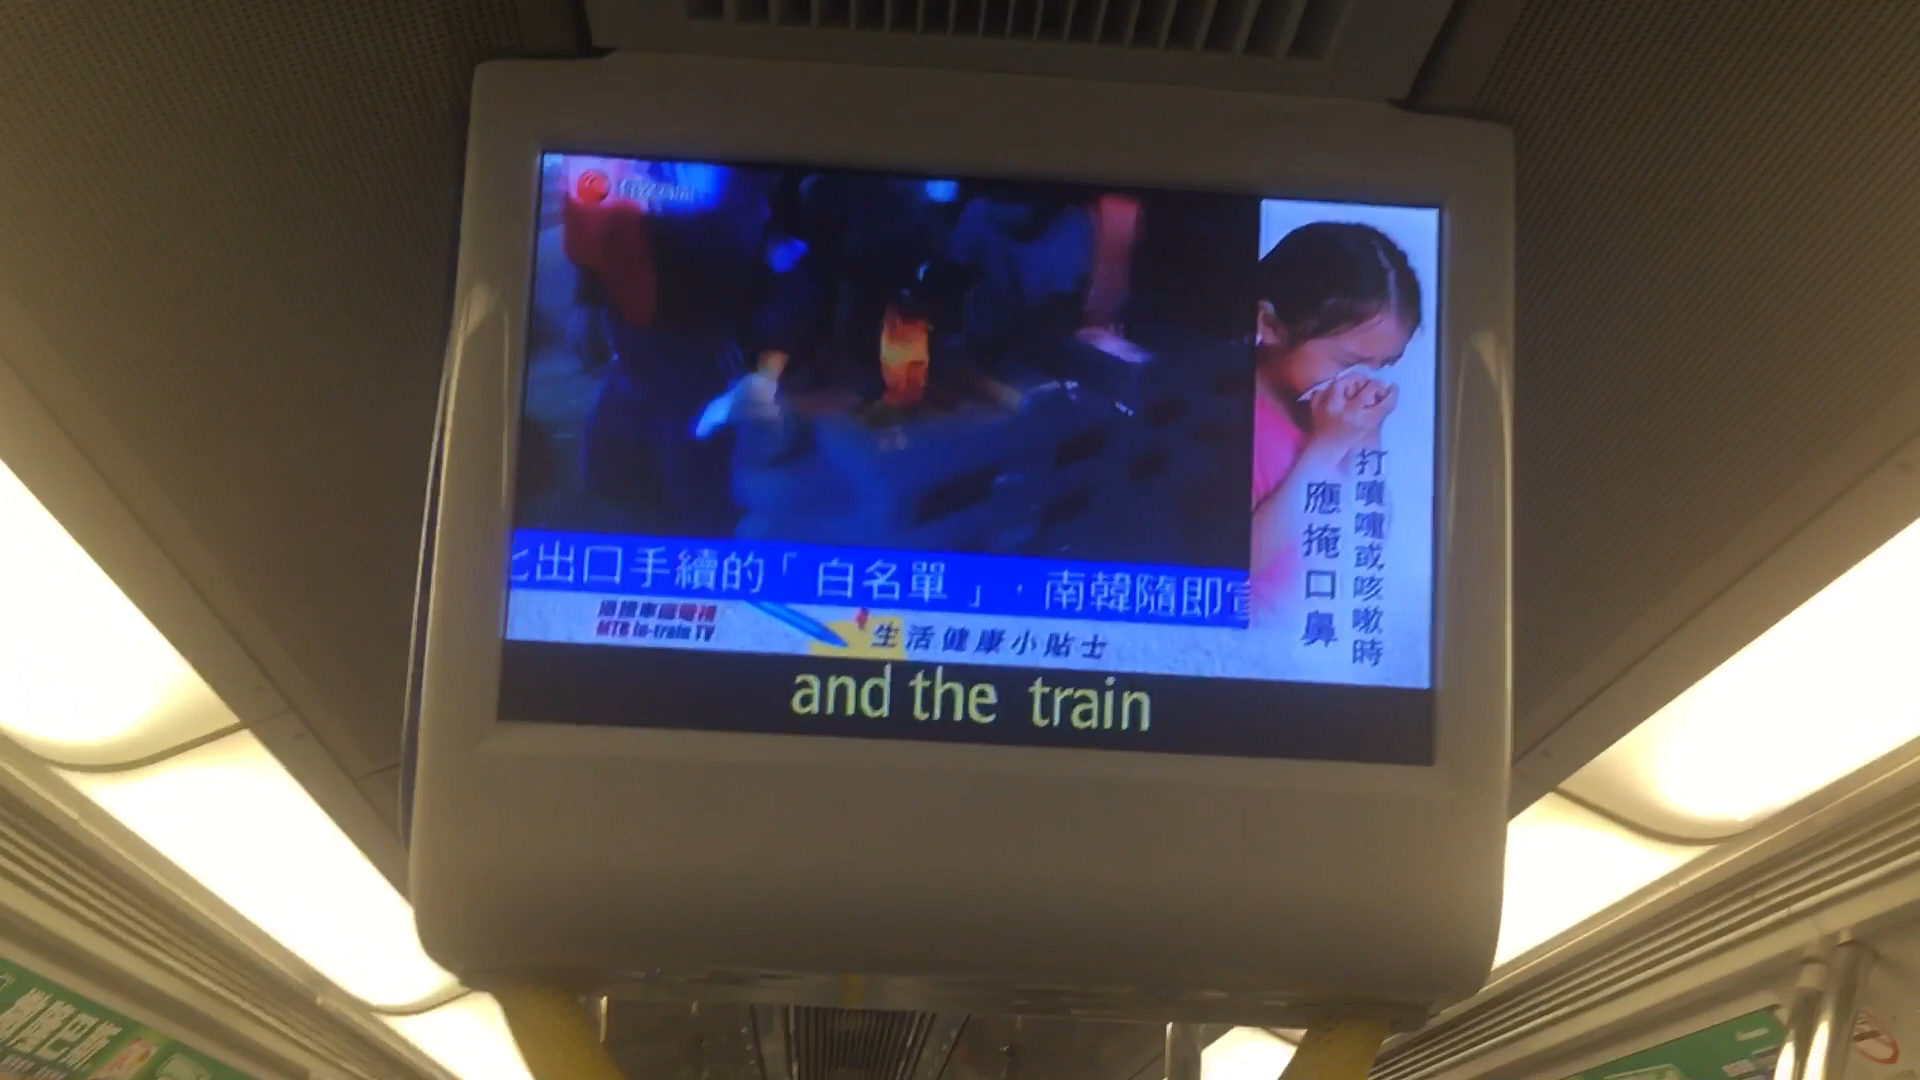 出口手續的「白名單」，南韓隨即宣
港鐵車廂電視
MTR In-train TV
生活健康小貼士
打噴嚏或咳嗽時
應掩口鼻
and the train